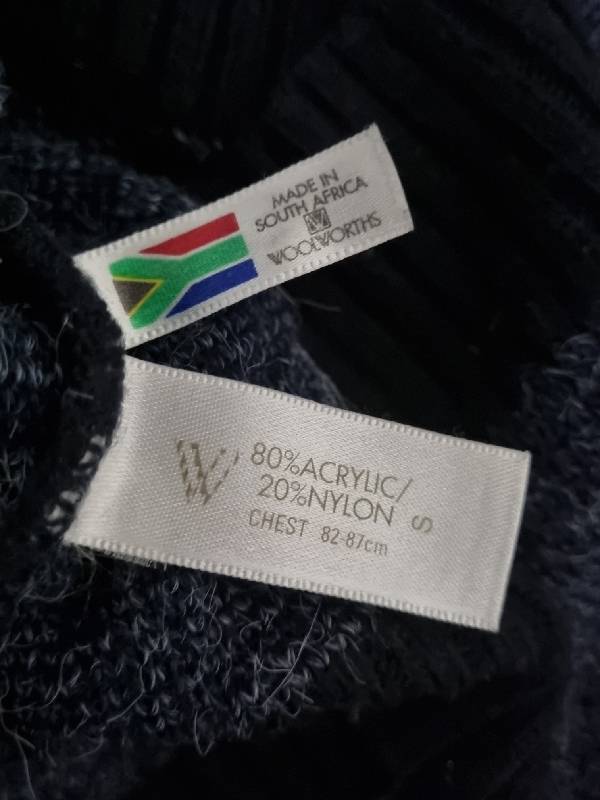 MADE IN
SOUTH AFRICA
W
WOOLWORTHS
W
80%ACRYLIC/
20%NYLON
CHEST 82-87cm
S